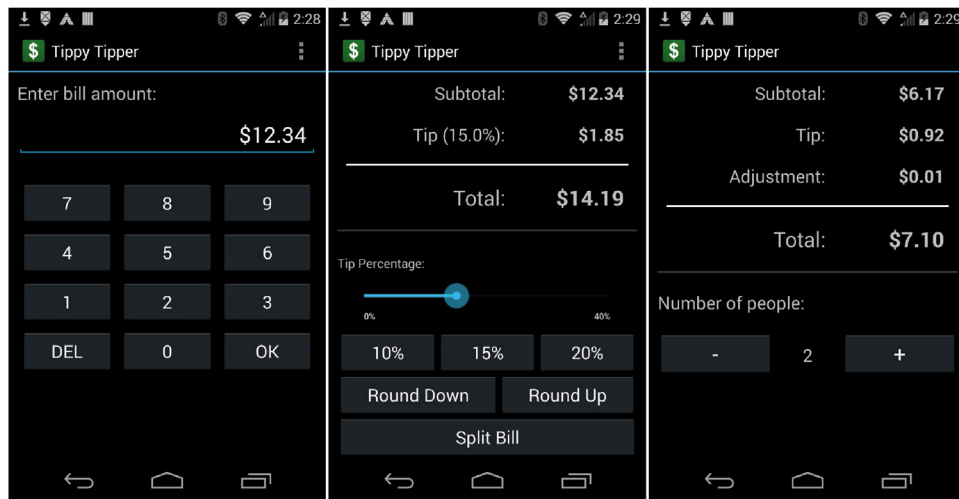 2:28
Tippy Tipper
Enter bill amount:
$12.34
7 8 9
4 5 6
1 2 3
DEL 0 OK
2:29
Tippy Tipper
Subtotal: $12.34
Tip (15.0%): $1.85
Total: $14.19
Tip Percentage:
0% 40%
10% 15% 20%
Round Down Round Up
Split Bill
2:29
Tippy Tipper
Subtotal: $6.17
Tip: $0.92
Adjustment: $0.01
Total: $7.10
Number of people:
- 2 +